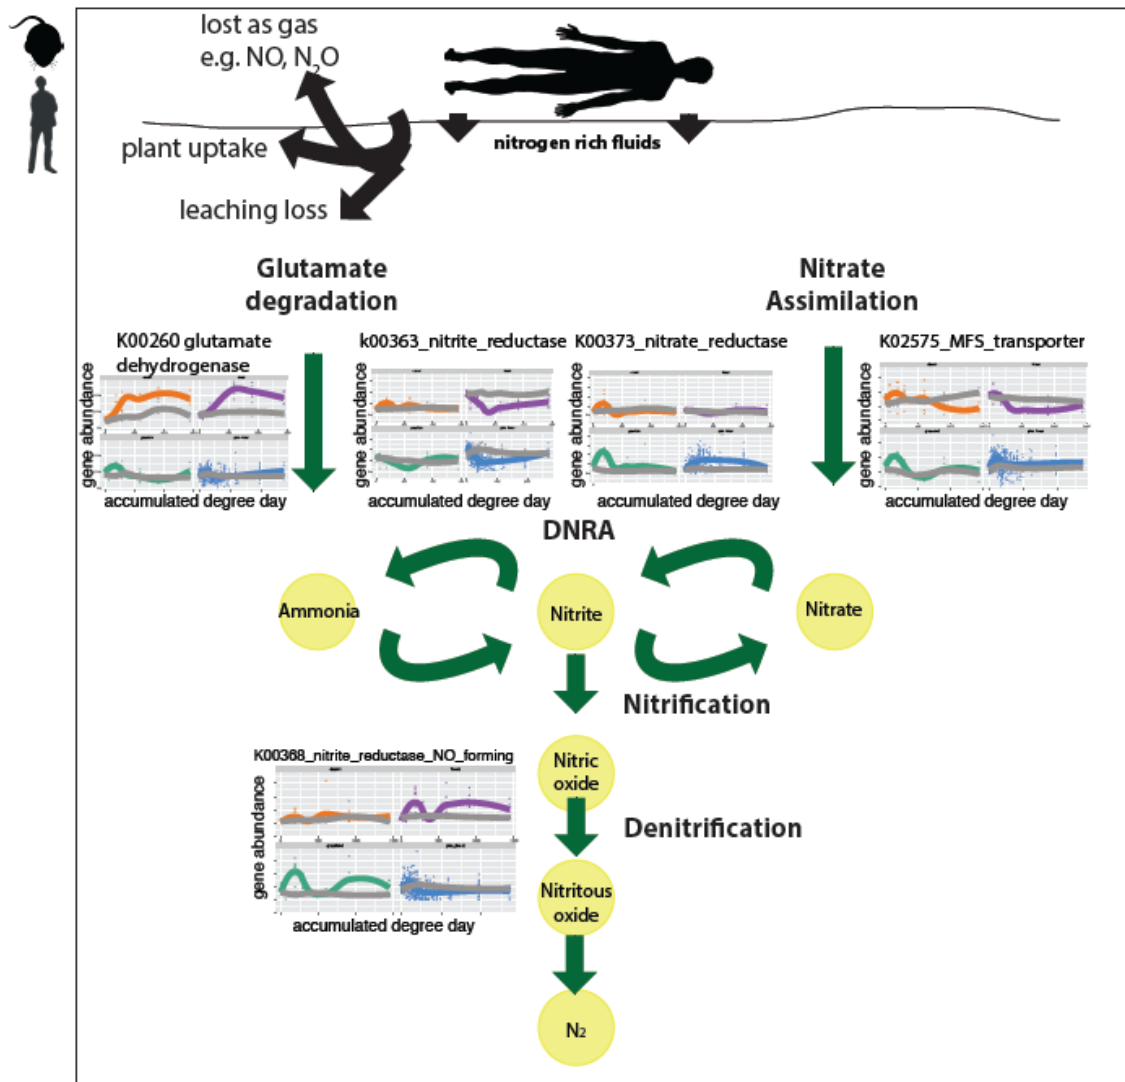 lost as gas
e.g. NO, N₂O
plant uptake
leaching loss
nitrogen rich fluids
Glutamate
degradation
Nitrate
Assimilation
K00260 glutamate
dehydrogenase
gene abundance
accumulated degree day
k00363_nitrite_reductase
accumulated degree day
K00373_nitrate_reductase
gene abundance
accumulated degree day
K02575_MFS_transporter
gene abundance
accumulated degree day
DNRA
Ammonia
Nitrite
Nitrate
Nitrification
K00368_nitrite_reductase_NO_forming
gene abundance
accumulated degree day
Nitric
oxide
Denitrification
Nitritous
oxide
N₂